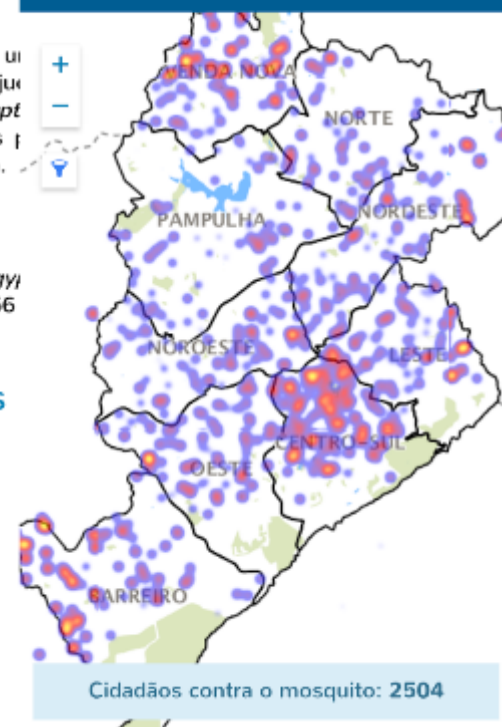 +
−
VENDA NOVA
NORTE
PAMPULHA
NORDESTE
NOROESTE
LESTE
CENTRO-SUL
OESTE
BARREIRO
Cidadãos contra o mosquito: 2504